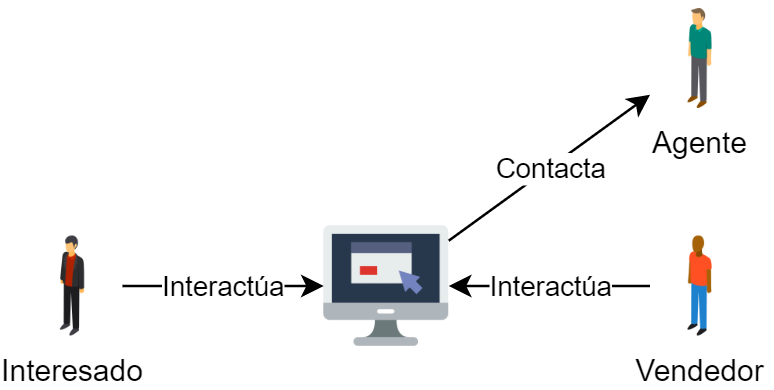 Agente
Contacta
Interactúa
Interactúa
Interesado
Vendedor